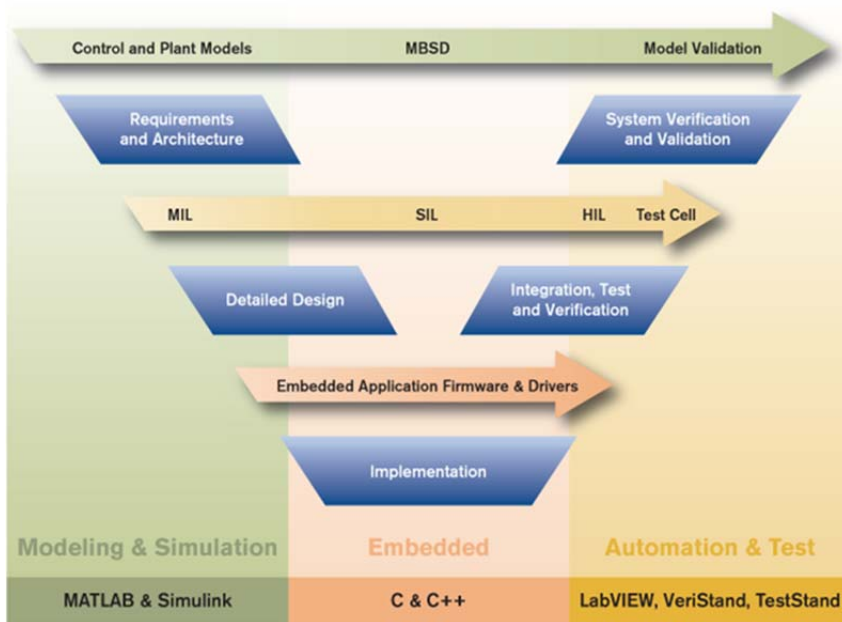 Control and Plant Models MBSD Model Validation
Requirements
and Architecture
System Verification
and Validation
MIL SIL HIL Test Cell
Detailed Design
Integration, Test
and Verification
Embedded Application Firmware & Drivers
Implementation
Modeling & Simulation Embedded Automation & Test
MATLAB & Simulink C & C++ LabVIEW, VeriStand, TestStand